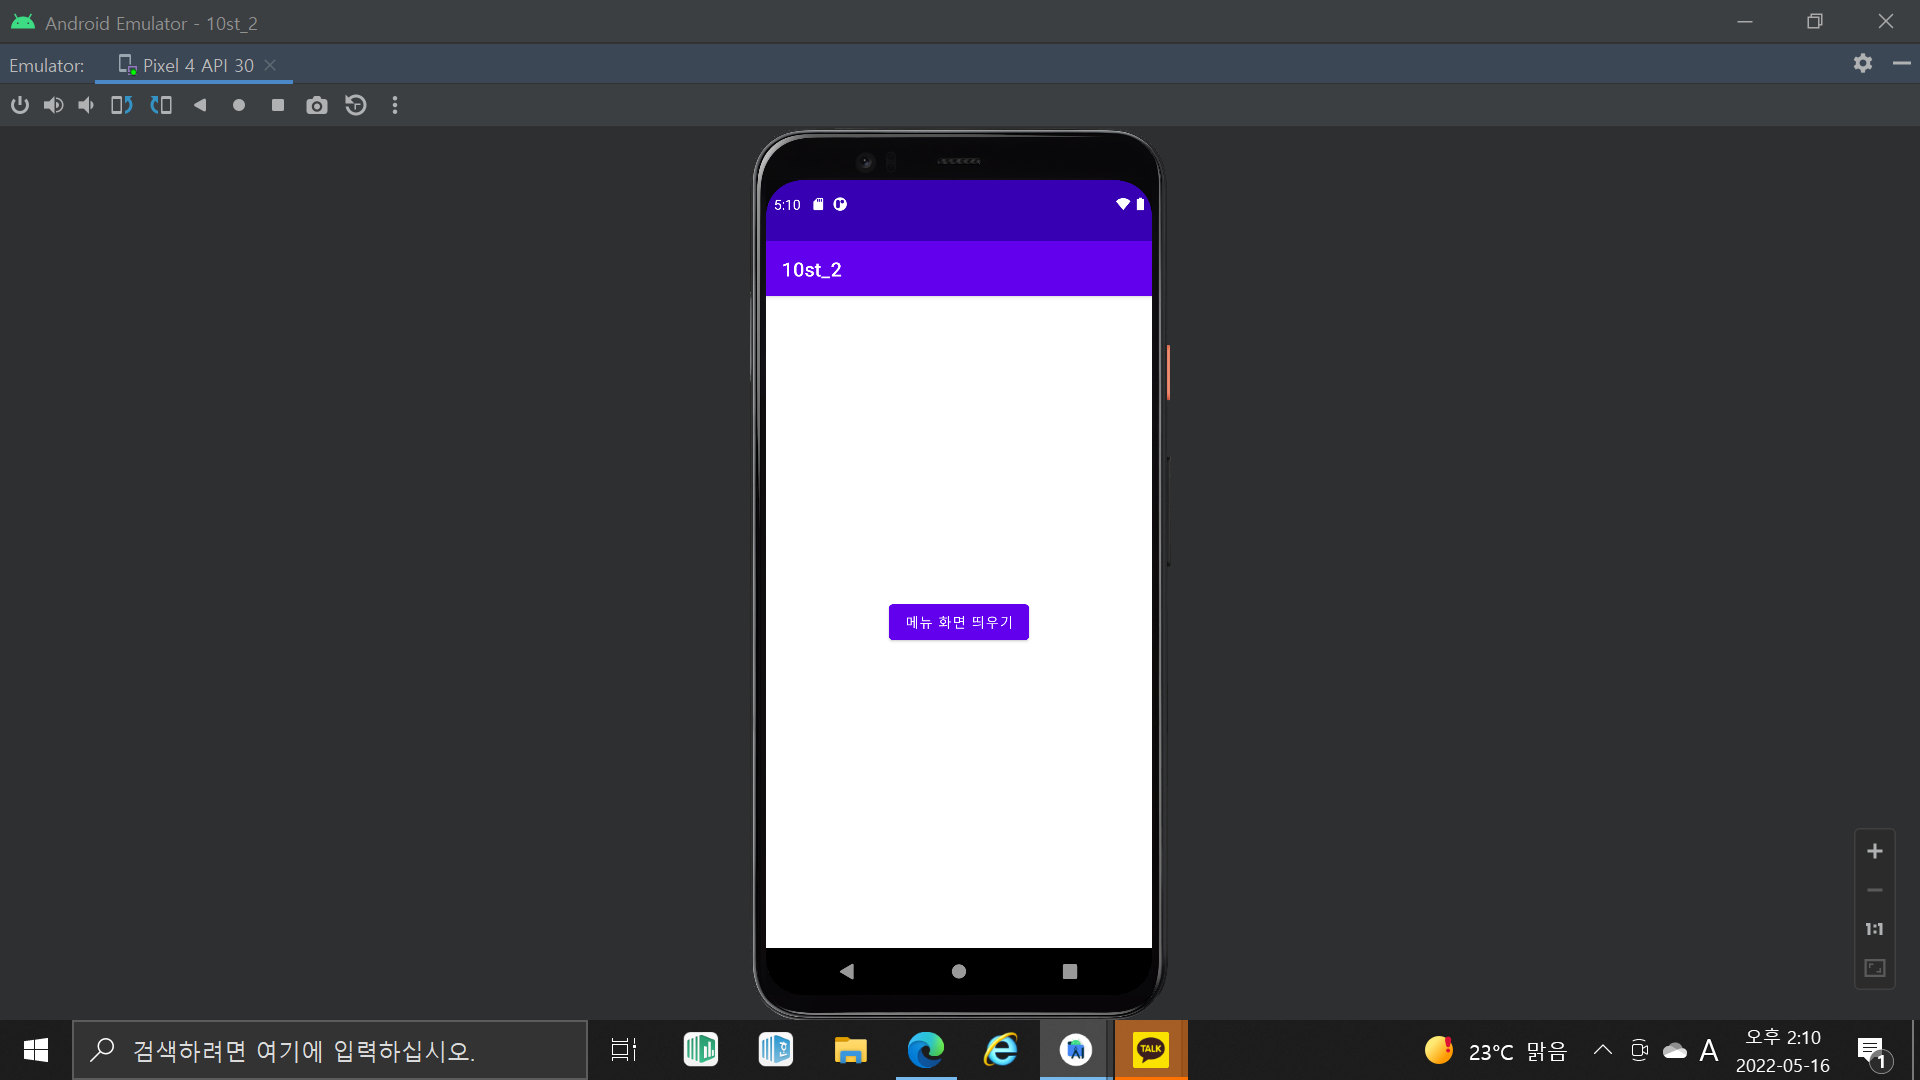 Android Emulator - 10st_2
Emulator:
Pixel 4 API 30
5:10
10st_2
메뉴 화면 띄우기
1:1
검색하려면 여기에 입력하십시오.
TALK
23°C 맑음
A
오후 2:10
2022-05-16
1